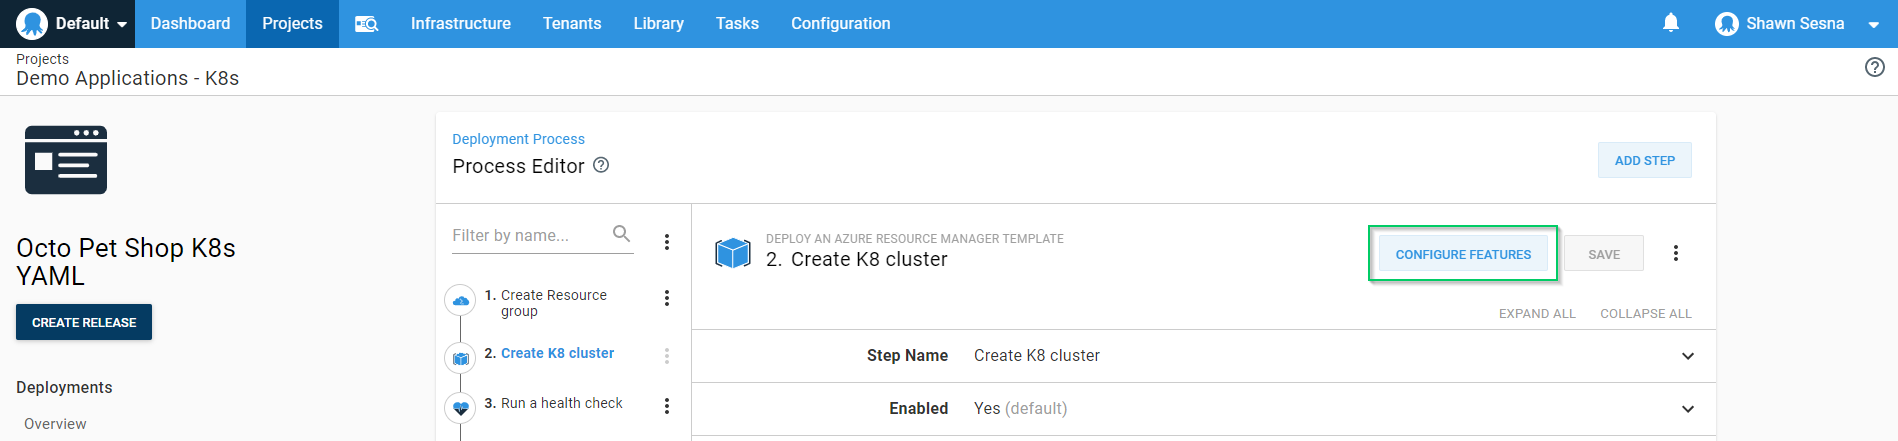 Default Dashboard Projects Infrastructure Tenants Library Tasks Configuration Shawn Sesna
Projects
Demo Applications - K8s
Octo Pet Shop K8s
YAML
CREATE RELEASE
Deployments
Overview
Deployment Process
Process Editor
ADD STEP
Filter by name...
1. Create Resource
group
2. Create K8 cluster
3. Run a health check
DEPLOY AN AZURE RESOURCE MANAGER TEMPLATE
2. Create K8 cluster
CONFIGURE FEATURES SAVE
EXPAND ALL COLLAPSE ALL
Step Name Create K8 cluster
Enabled Yes (default)